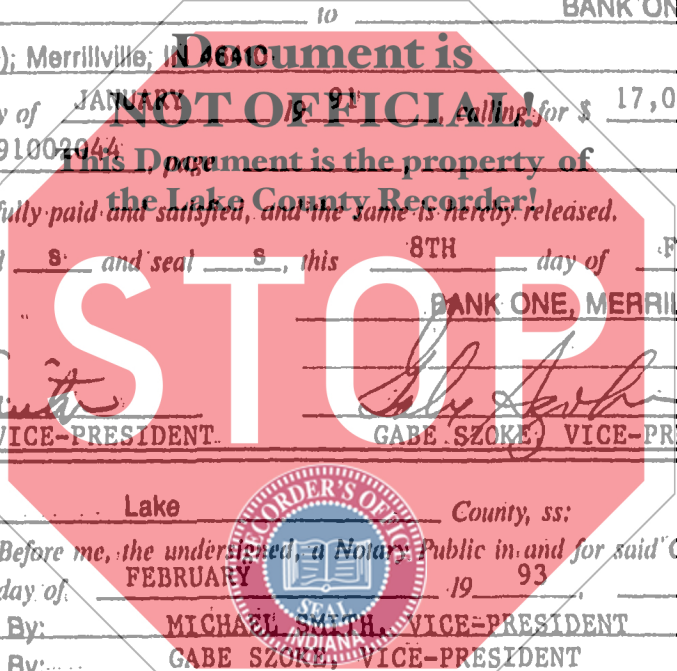 to BANK ON
); Merrillville, IN 46410
Document is
y of JANUARY 19 91 , calling for $ 17,0
NOT OFFICIAL!
91002044 , page
This Document is the property of
the Lake County Recorder!
fully paid and satisfied, and the same is hereby released.
s and seal s , this 8TH day of F
BANK ONE, MERRIL
STOP
VICE-PRESIDENT GABE SZOKE, VICE-PR
RECORDER'S OFFICE
Lake County, ss:
Before me, the undersigned, a Notary Public in and for said C
day of FEBRUARY 19 93 ,
SEAL
INDIANA
By: MICHAEL SMITH, VICE-PRESIDENT
By: GABE SZOKE, VICE-PRESIDENT